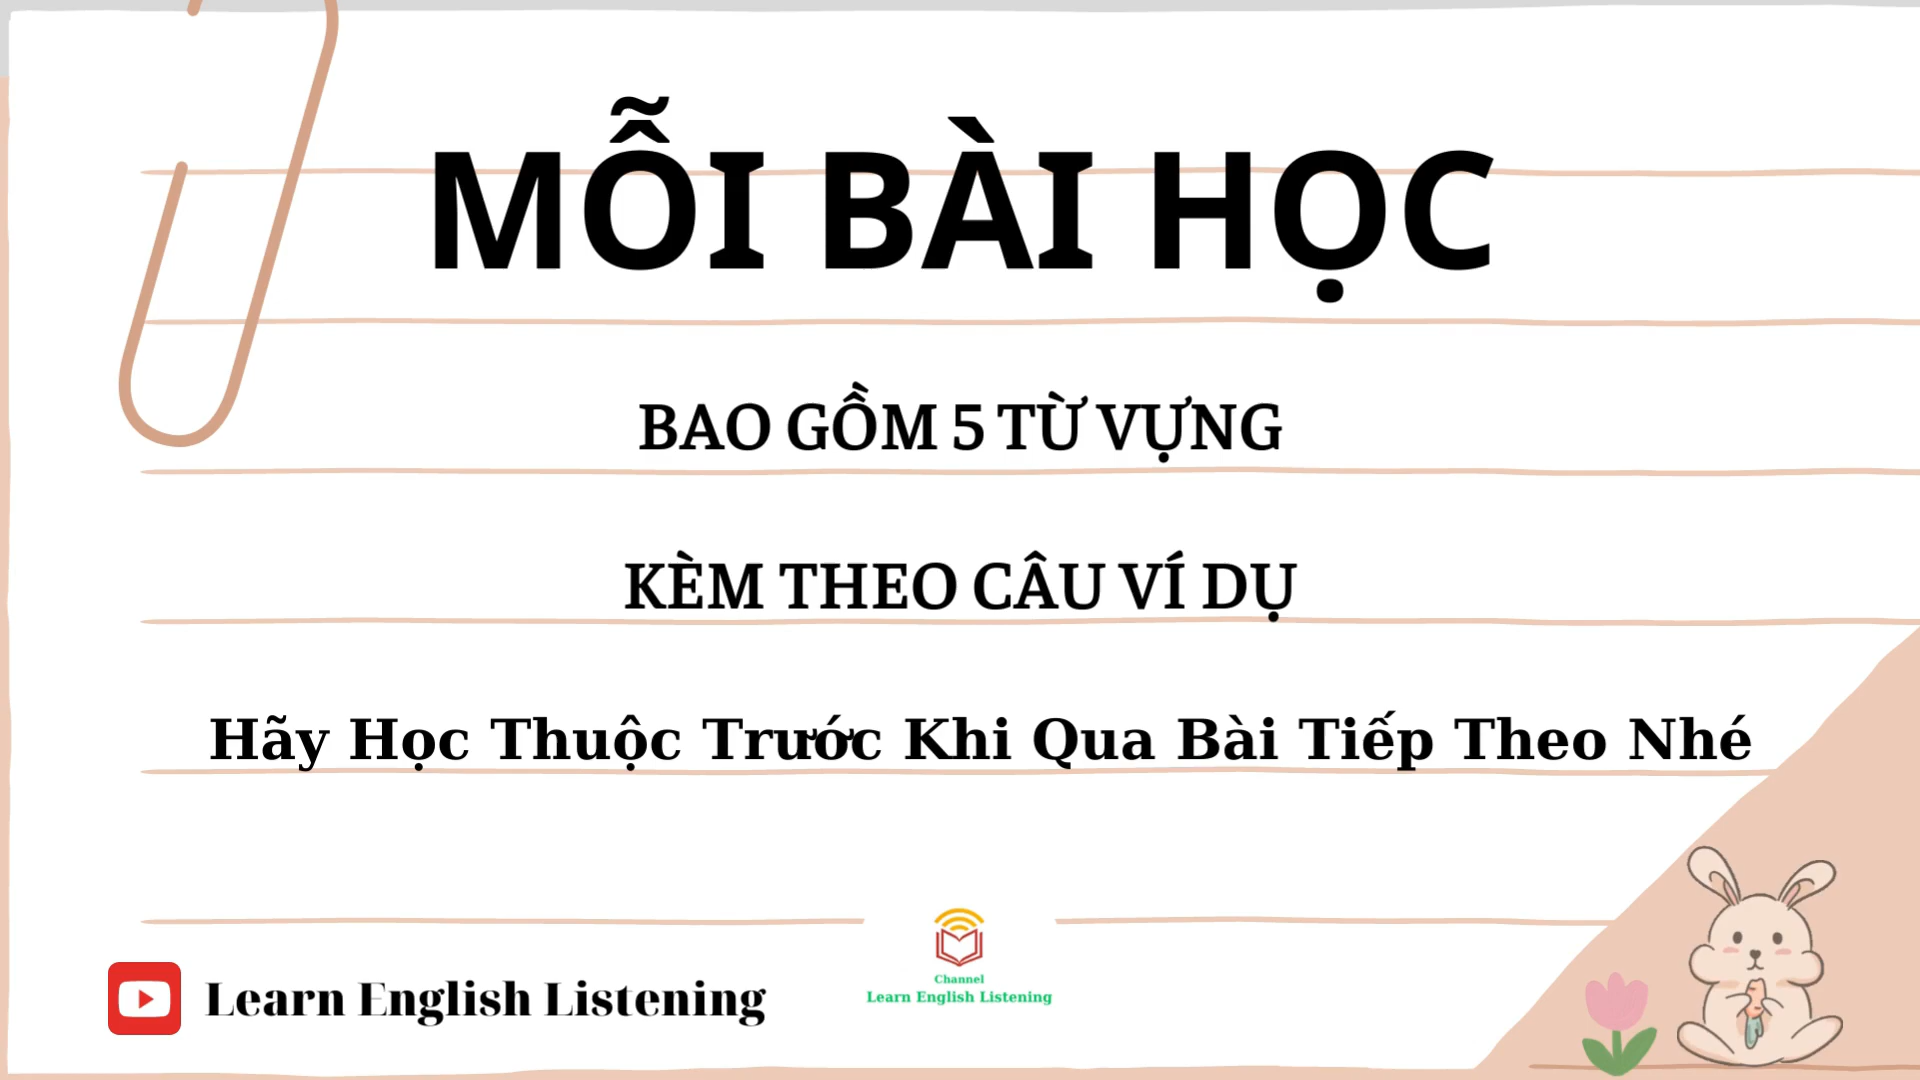 MỖI BÀI HỌC
BAO GỒM 5 TỪ VỰNG
KÈM THEO CÂU VÍ DỤ
Hãy Học Thuộc Trước Khi Qua Bài Tiếp Theo Nhé
Learn English Listening
Channel
Learn English Listening